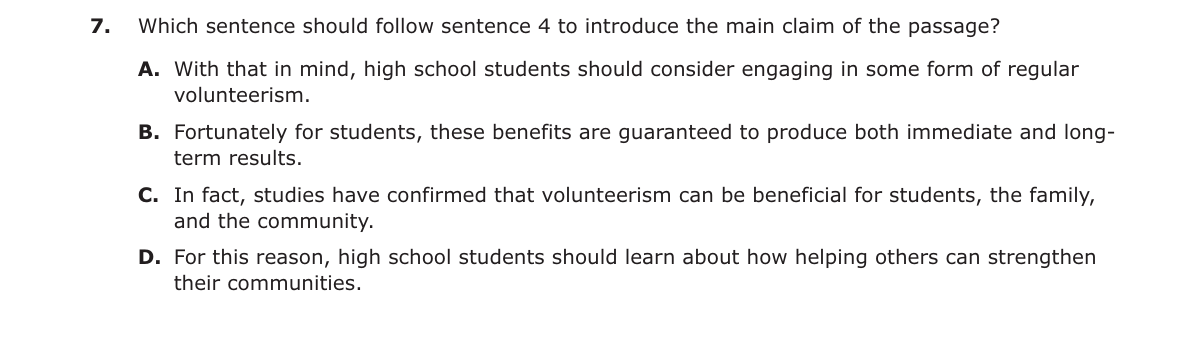 7. Which sentence should follow sentence 4 to introduce the main claim of the passage?
A. With that in mind, high school students should consider engaging in some form of regular
volunteerism.
B. Fortunately for students, these benefits are guaranteed to produce both immediate and long-
term results.
C. In fact, studies have confirmed that volunteerism can be beneficial for students, the family,
and the community.
D. For this reason, high school students should learn about how helping others can strengthen
their communities.